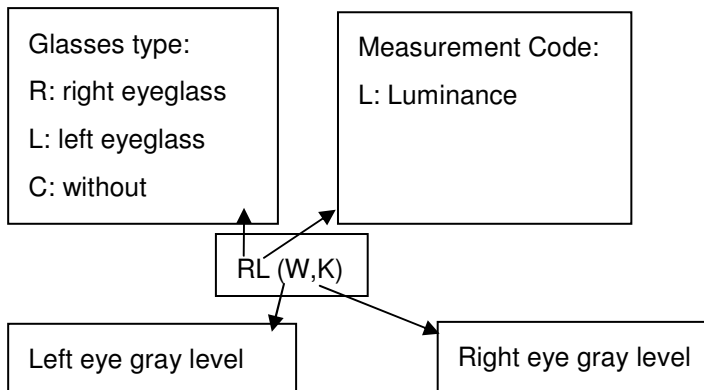 Glasses type:
R: right eyeglass
L: left eyeglass
C: without
Measurement Code:
L: Luminance
RL (W,K)
Left eye gray level
Right eye gray level